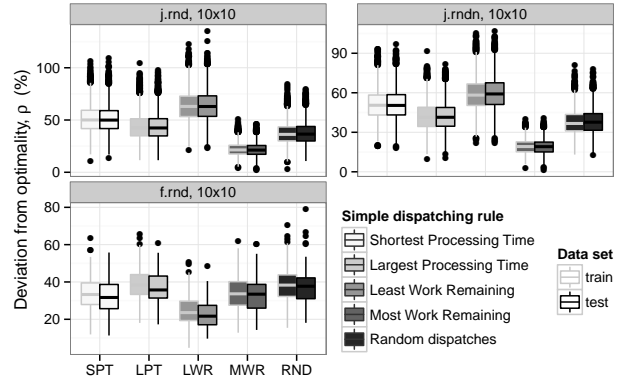 j.rnd, 10x10
j.rndn, 10x10
Deviation from optimality, ρ (%)
100
50
0
90
60
30
0
f.rnd, 10x10
80
60
40
20
SPT LPT LWR MWR RND
Simple dispatching rule
Shortest Processing Time
Largest Processing Time
Least Work Remaining
Most Work Remaining
Random dispatches
Data set
train
test